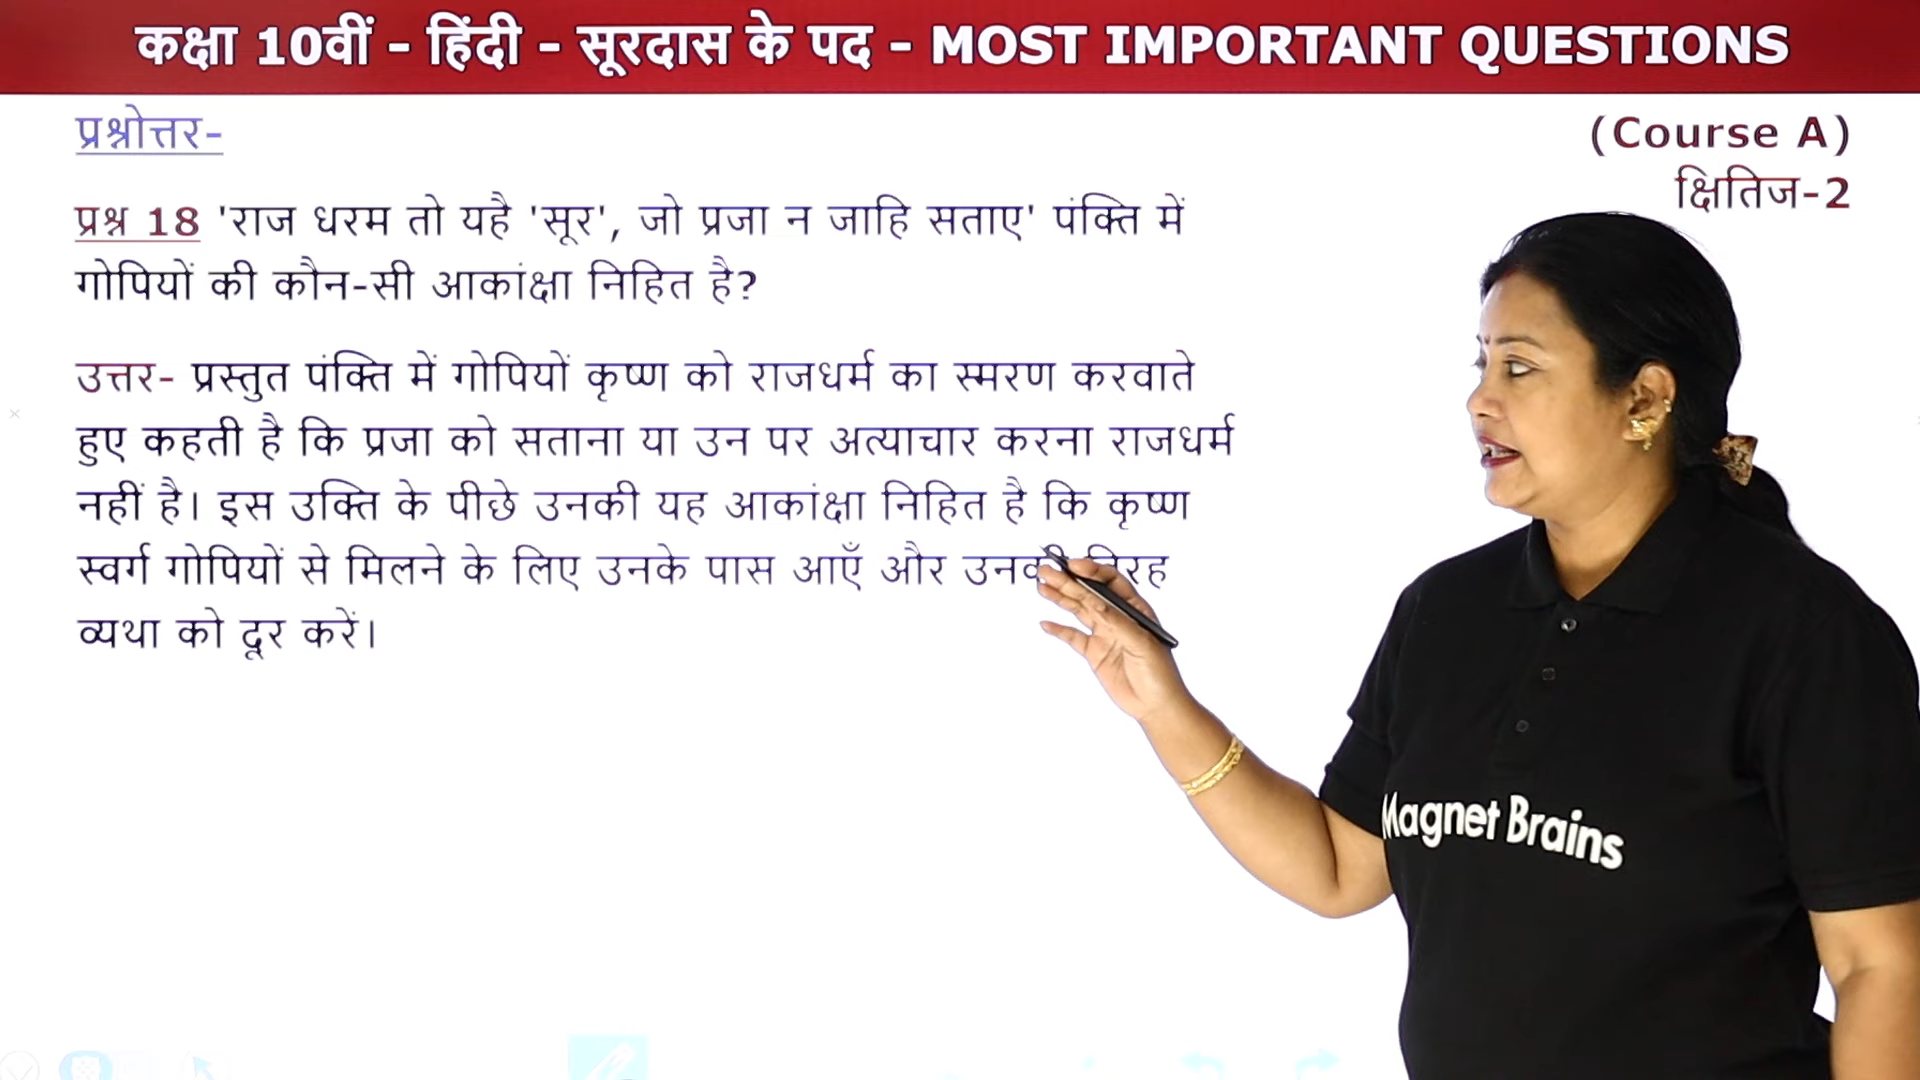 कक्षा 10वीं - हिंदी - सूरदास के पद - MOST IMPORTANT QUESTIONS
प्रश्नोत्तर-
(Course A)
क्षितिज-2
प्रश्न 18 'राज धरम तो यहै 'सूर', जो प्रजा न जाहि सताए' पंक्ति में
गोपियों की कौन-सी आकांक्षा निहित है?
उत्तर- प्रस्तुत पंक्ति में गोपियों कृष्ण को राजधर्म का स्मरण करवाते
हुए कहती है कि प्रजा को सताना या उन पर अत्याचार करना राजधर्म
नहीं है। इस उक्ति के पीछे उनकी यह आकांक्षा निहित है कि कृष्ण
स्वर्ग गोपियों से मिलने के लिए उनके पास आएँ और उनकी
व्यथा को दूर करें।
Magnet Brains